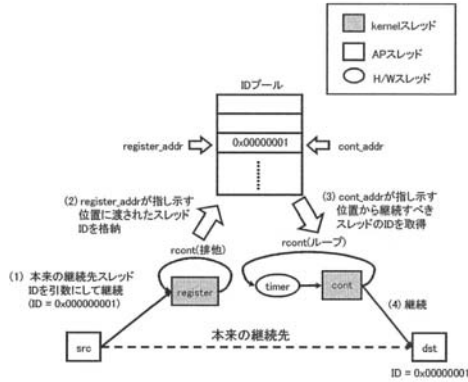 kernelスレッド
APスレッド
H/Wスレッド
IDプール
register_addr
0x00000001
cont_addr
(2) register_addrが指し示す
位置に渡されたスレッド
IDを格納
(3) cont_addrが指し示す
位置から継続すべき
スレッドのIDを取得
rcont(排他)
rcont(ループ)
(1) 本来の継続先スレッド
IDを引数にして継続
(ID = 0x000000001)
register
timer
cont
(4) 継続
本来の継続先
src
dst
ID = 0x00000001